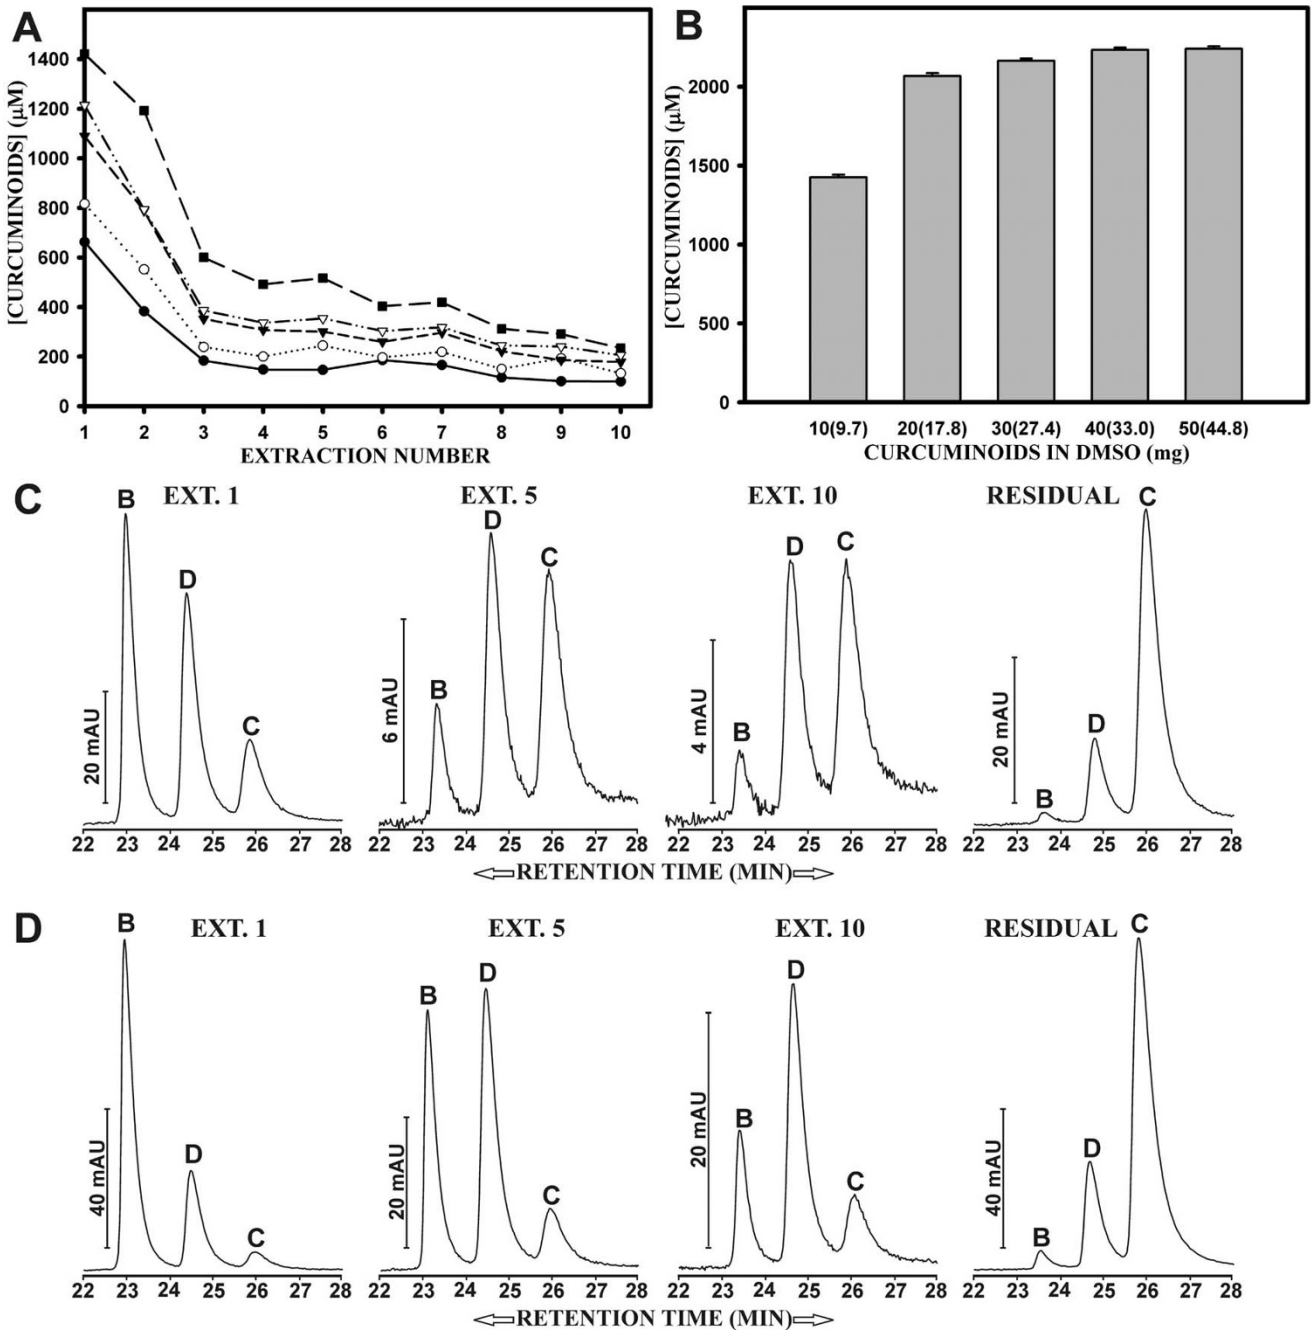 A
[CURCUMINOIDS] (µM)
1400
1200
1000
800
600
400
200
0
1 2 3 4 5 6 7 8 9 10
EXTRACTION NUMBER
B
[CURCUMINOIDS] (µM)
2000
1500
1000
500
0
10(9.7) 20(17.8) 30(27.4) 40(33.0) 50(44.8)
CURCUMINOIDS IN DMSO (mg)
C
EXT. 1
B
D
C
20 mAU
22 23 24 25 26 27 28
EXT. 5
B
D
C
6 mAU
22 23 24 25 26 27 28
EXT. 10
B
D
C
4 mAU
22 23 24 25 26 27 28
RESIDUAL
B
D
C
20 mAU
22 23 24 25 26 27 28
RETENTION TIME (MIN)
D
EXT. 1
B
D
C
40 mAU
22 23 24 25 26 27 28
EXT. 5
B
D
C
20 mAU
22 23 24 25 26 27 28
EXT. 10
B
D
C
20 mAU
22 23 24 25 26 27 28
RESIDUAL
B
D
C
40 mAU
22 23 24 25 26 27 28
RETENTION TIME (MIN)